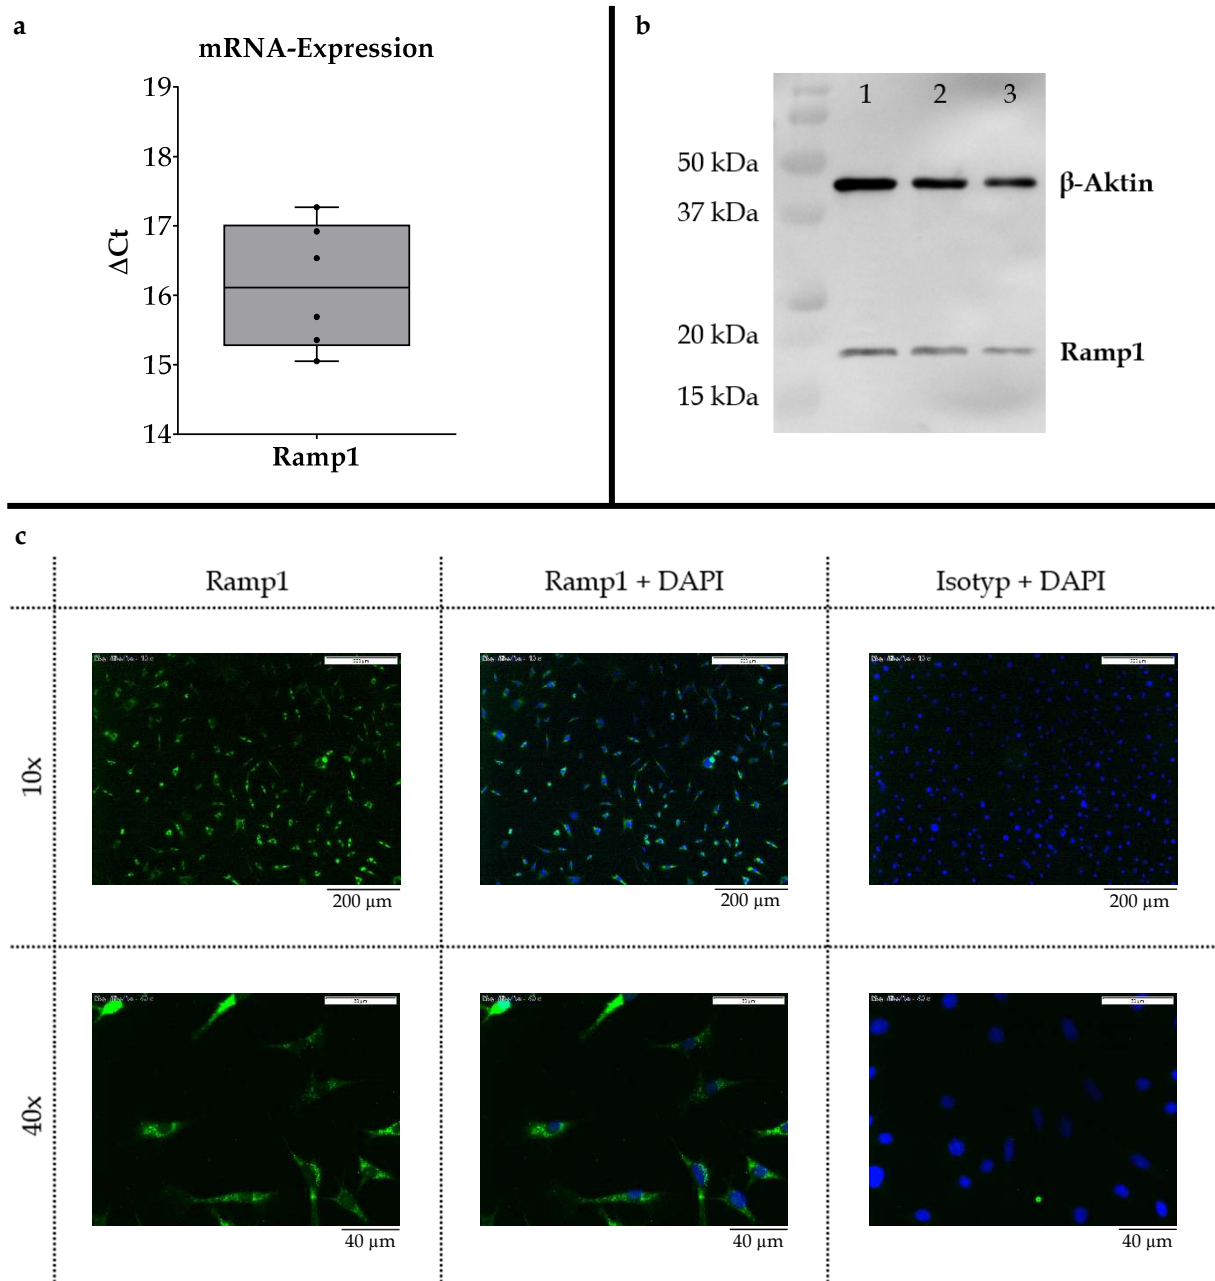 a
mRNA-Expression
19
18
17
16
15
14
ΔCt
Ramp1
b
1 2 3
50 kDa
37 kDa
20 kDa
15 kDa
β-Aktin
Ramp1
c
Ramp1 Ramp1 + DAPI Isotyp + DAPI
10x
200 µm 200 µm 200 µm
40x
40 µm 40 µm 40 µm